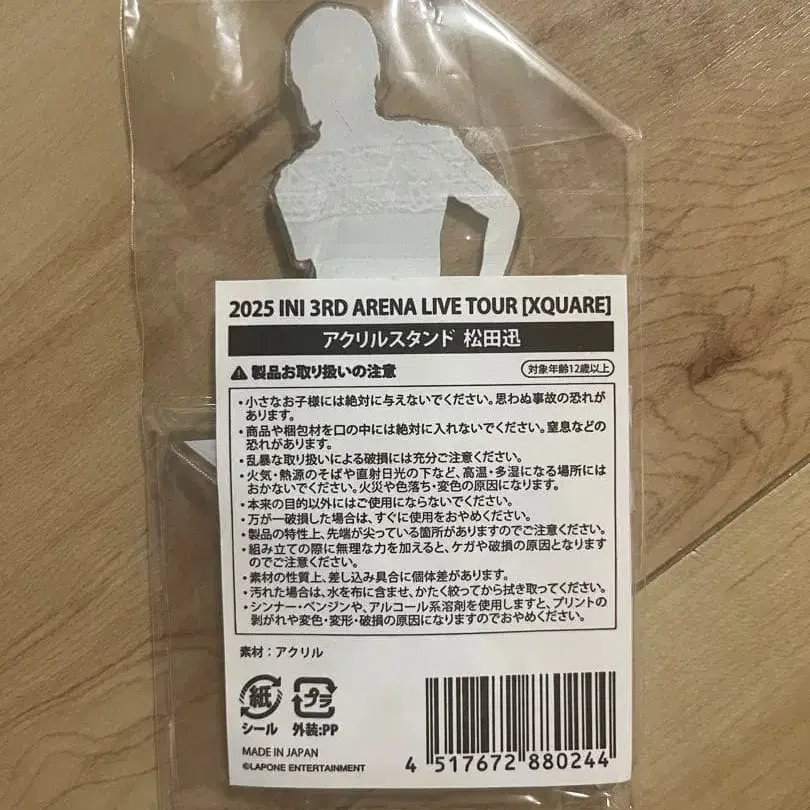 2025 INI 3RD ARENA LIVE TOUR [XQUARE]
アクリルスタンド 松田迅
製品お取り扱いの注意
対象年齢12歳以上
・小さなお子様には絶対に与えないでください。思わぬ事故の恐れが
あります。
・商品や梱包材を口の中には絶対に入れないでください。窒息などの
恐れがあります。
・乱暴な取り扱いによる破損には充分ご注意ください。
・火気・熱源のそばや直射日光の下など、高温・多湿になる場所には
おかないでください。火災や色落ち・変色の原因になります。
・本来の目的以外にはご使用にならないでください。
・万が一破損した場合は、すぐに使用をおやめください。
・製品の特性上、先端が尖っている箇所がありますのでご注意ください。
・組み立ての際に無理な力を加えると、ケガや破損の原因となります
のでご注意ください。
・素材の性質上、差し込み具合に個体差があります。
・汚れた場合は、水を布に含ませ、かたく絞ってから拭き取ってください。
・シンナー・ベンジンや、アルコール系溶剤を使用しますと、プリントの
剥がれや変色・変形・破損の原因になりますのでおやめください。
素材：アクリル
紙 プラ
シール 外装:PP
MADE IN JAPAN
©LAPONE ENTERTAINMENT
4 517672 880244